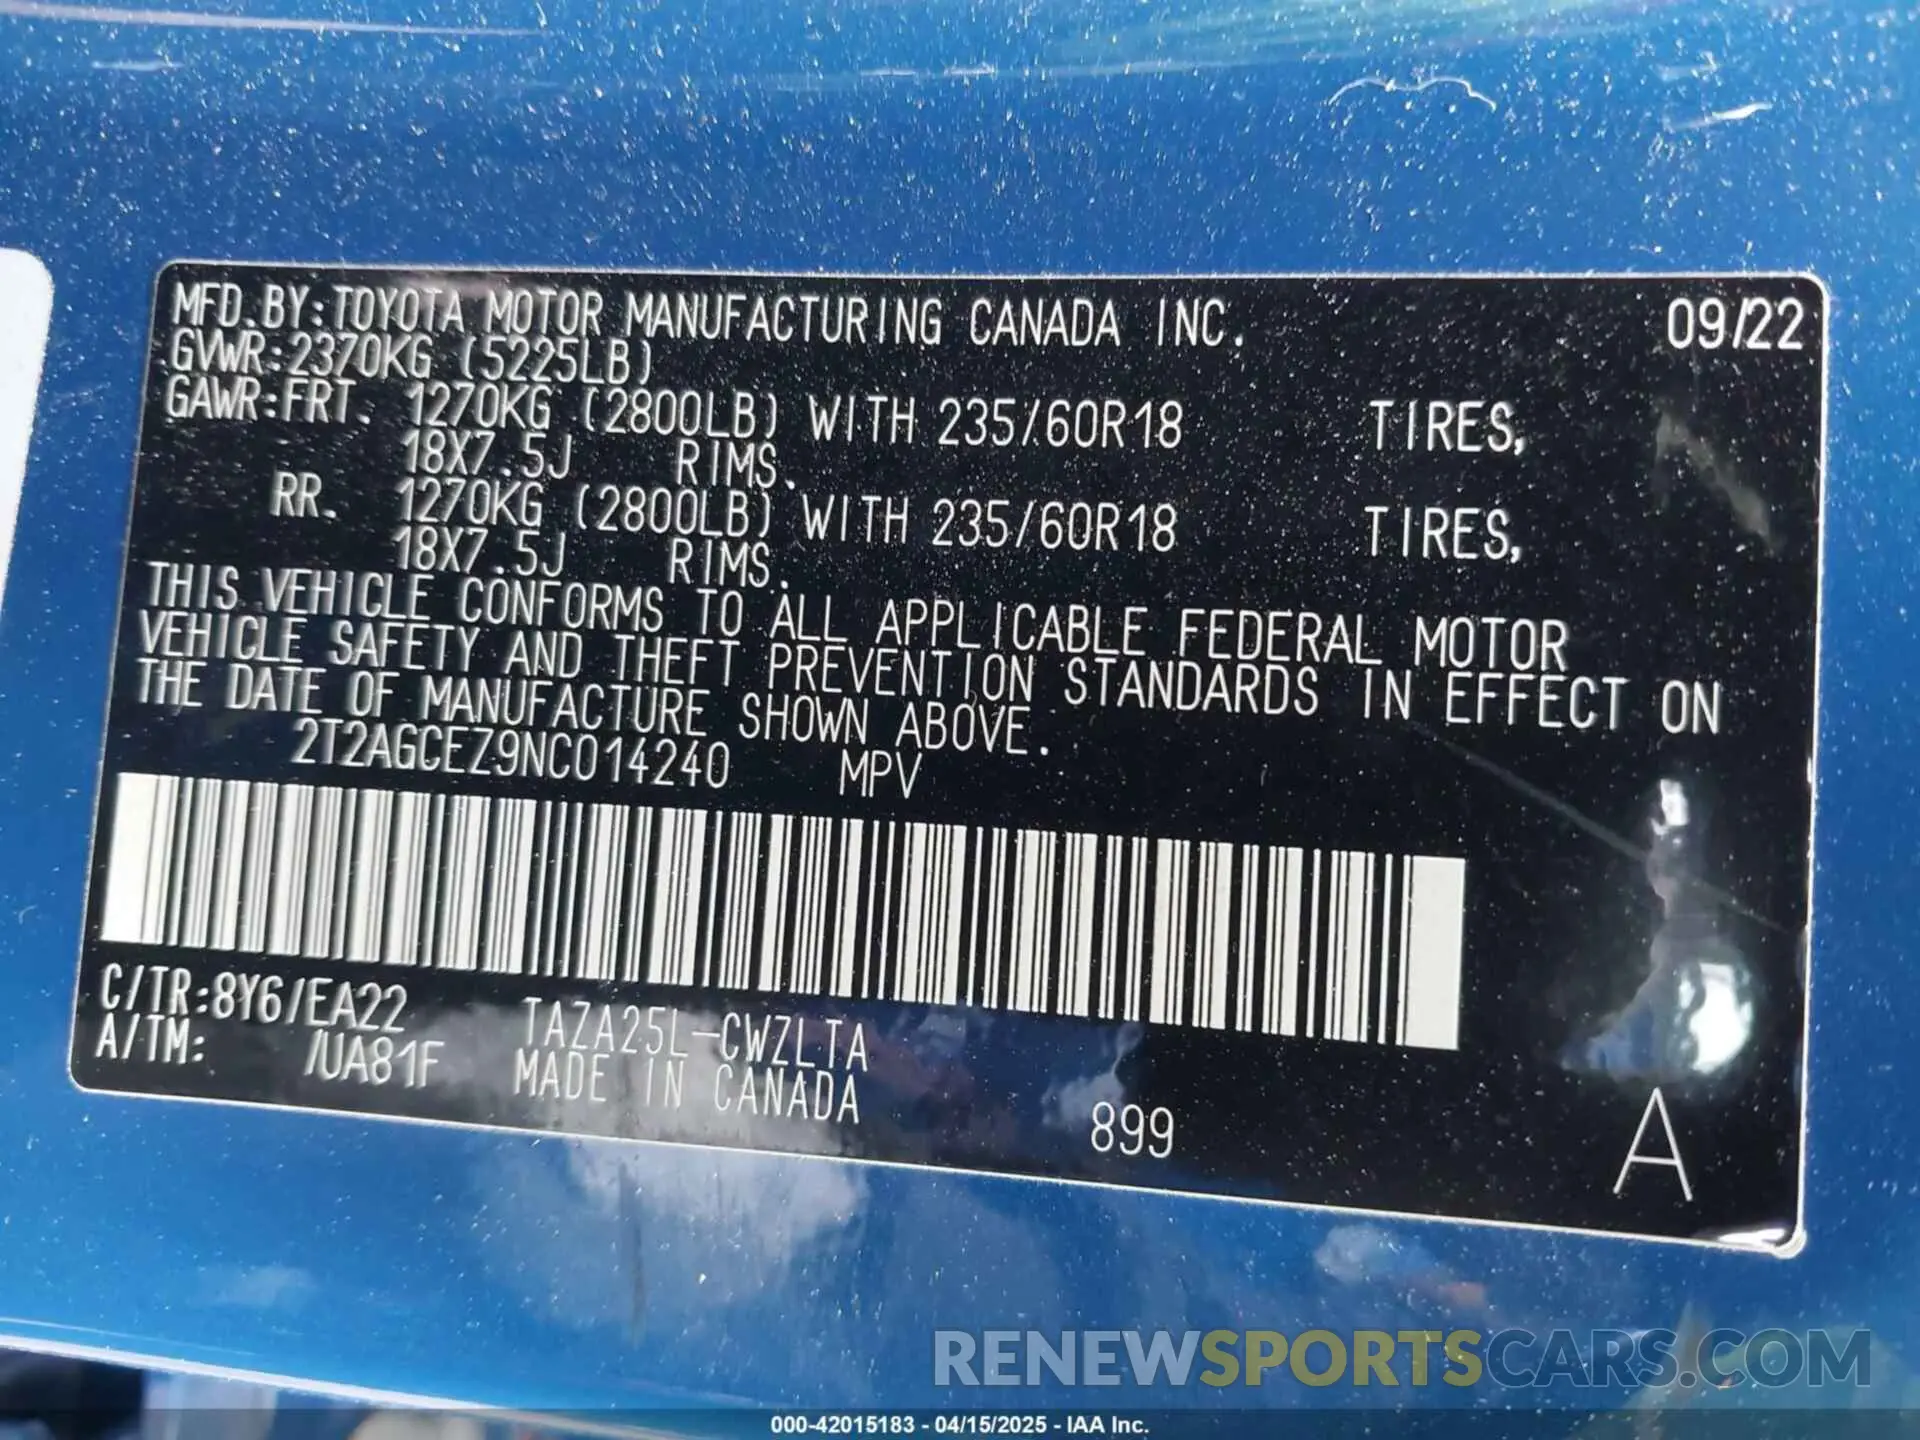 MFD.BY:TOYOTA MOTOR MANUFACTURING CANADA INC. 09/22
GVWR:2370KG (5225LB)
GAWR:FRT. 1270KG (2800LB) WITH 235/60R18 TIRES,
18X7.5J RIMS.
RR. 1270KG (2800LB) WITH 235/60R18 TIRES,
18X7.5J RIMS.
THIS VEHICLE CONFORMS TO ALL APPLICABLE FEDERAL MOTOR
VEHICLE SAFETY AND THEFT PREVENTION STANDARDS IN EFFECT ON
THE DATE OF MANUFACTURE SHOWN ABOVE.
2T2AGCEZ9NC014240 MPV
C/TR:8Y6/EA22 TAZA25L-CWZLTA
A/TM: /UA81F MADE IN CANADA
899 A
RENEWSPORTSCARS.COM
000-42015183 - 04/15/2025 - IAA Inc.